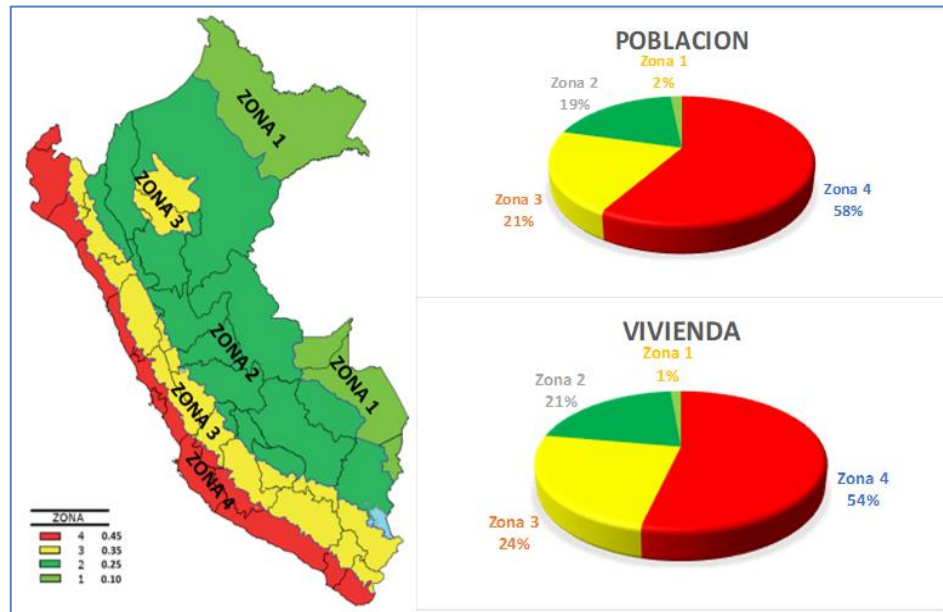 ZONA 1
ZONA 3
ZONA 2
ZONA 1
ZONA 3
ZONA 4
ZONA
4 0.45
3 0.35
2 0.25
1 0.10
POBLACION
Zona 1
2%
Zona 2
19%
Zona 3
21%
Zona 4
58%
VIVIENDA
Zona 1
1%
Zona 2
21%
Zona 3
24%
Zona 4
54%